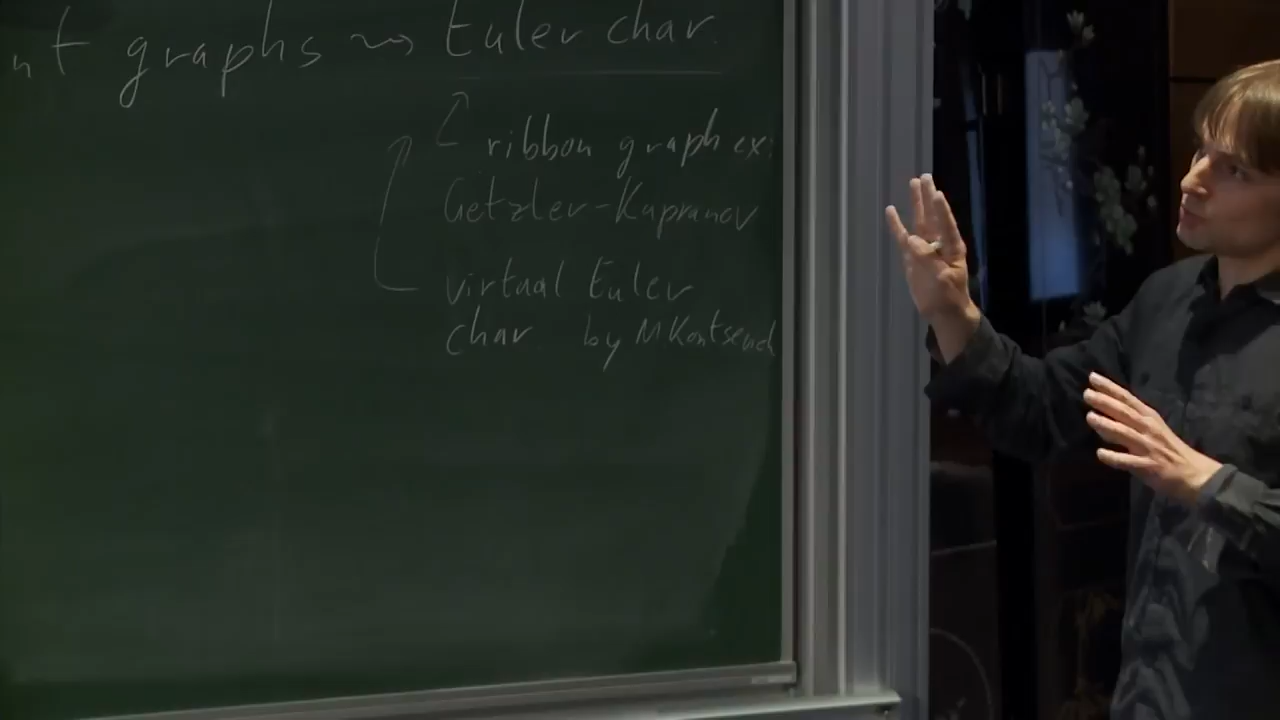 nt graphs ⇝ Euler char.
ribbon graph ex.
Getzler-Kapranov
virtual Euler
char by M Kontsevich